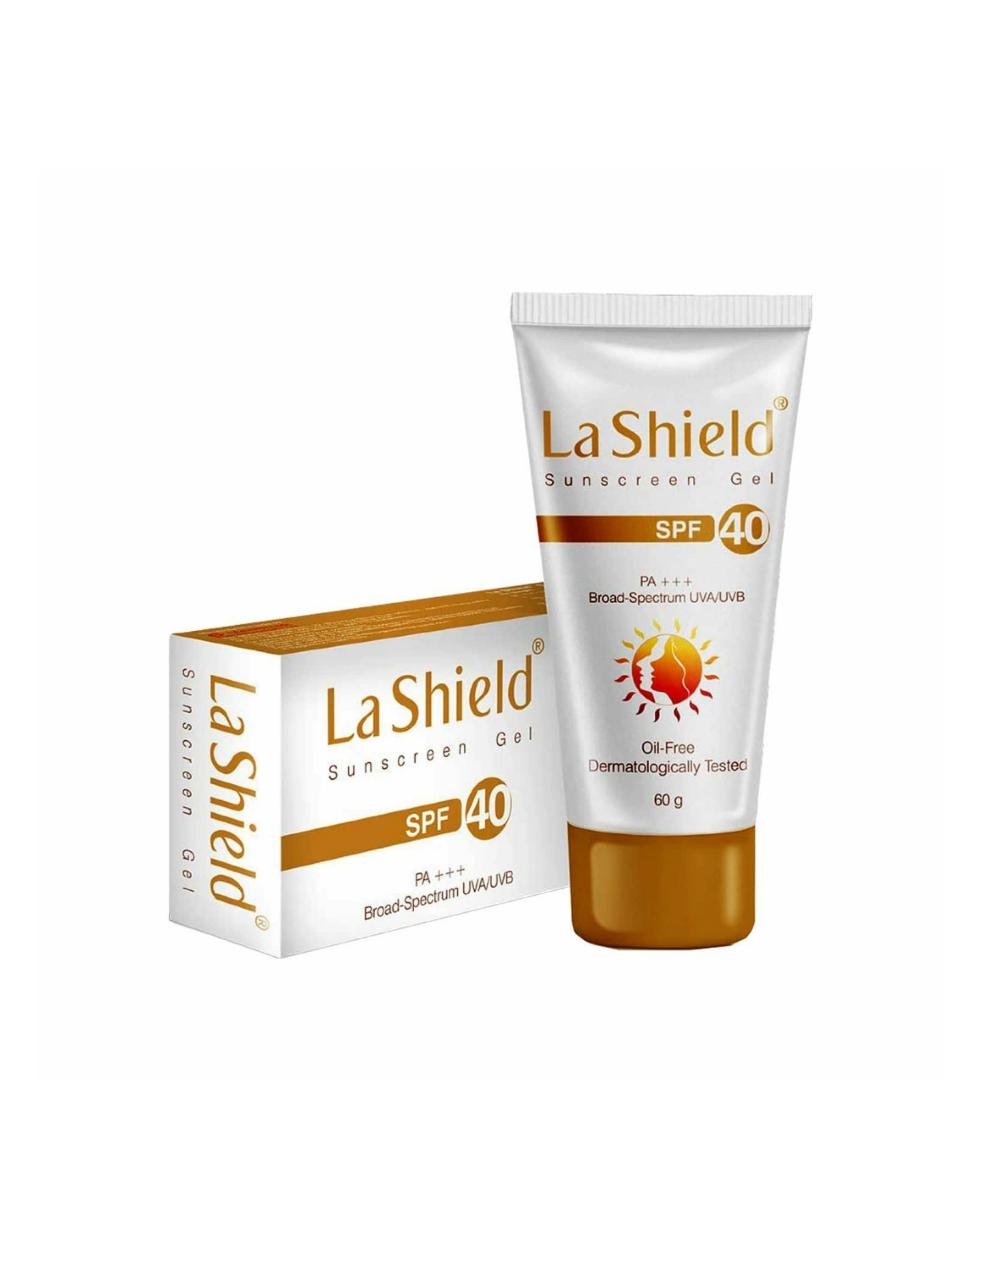 La Shield®
Sunscreen Gel
SPF 40
PA +++
Broad-Spectrum UVA/UVB
Oil-Free
Dermatologically Tested
60 g
La Shield®
Sunscreen Gel
SPF 40
PA +++
Broad-Spectrum UVA/UVB
La Shield®
Sunscreen Gel